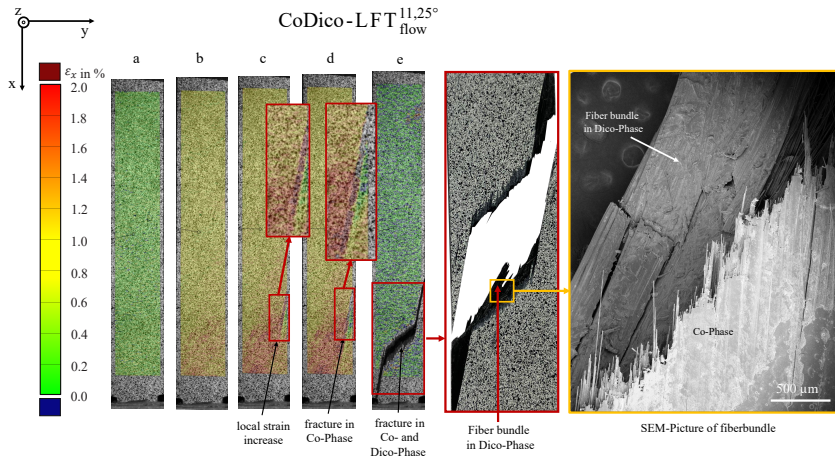 CoDico-LFT 11,25° flow
z
y
x
a
b
c
d
e
εx in %
2.0
1.8
1.6
1.4
1.2
1.0
0.8
0.6
0.4
0.2
0.0
local strain
increase
fracture in
Co-Phase
fracture in
Co- and
Dico-Phase
Fiber bundle
in Dico-Phase
Fiber bundle
in Dico-Phase
Co-Phase
500 µm
SEM-Picture of fiberbundle